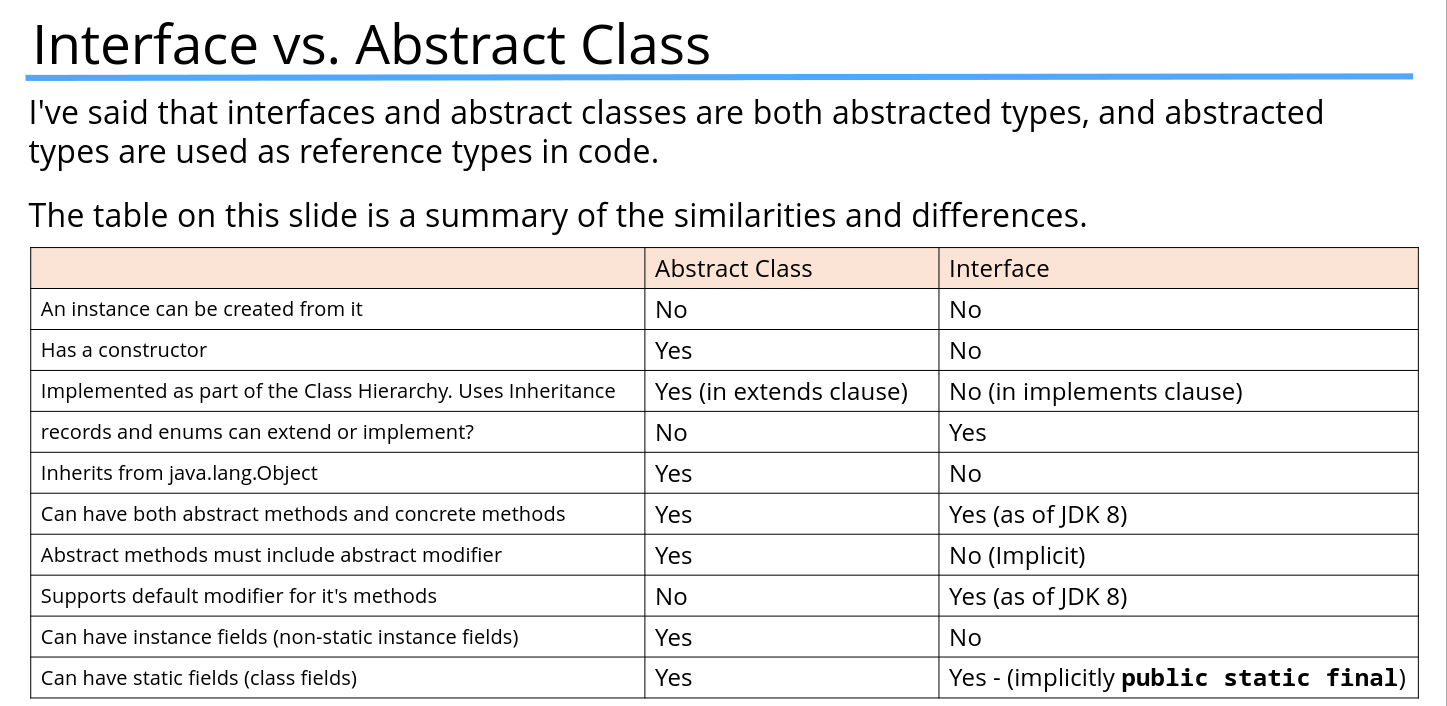 Interface vs. Abstract Class
I've said that interfaces and abstract classes are both abstracted types, and abstracted
types are used as reference types in code.
The table on this slide is a summary of the similarities and differences.
Abstract Class Interface
An instance can be created from it No No
Has a constructor Yes No
Implemented as part of the Class Hierarchy. Uses Inheritance Yes (in extends clause) No (in implements clause)
records and enums can extend or implement? No Yes
Inherits from java.lang.Object Yes No
Can have both abstract methods and concrete methods Yes Yes (as of JDK 8)
Abstract methods must include abstract modifier Yes No (Implicit)
Supports default modifier for it's methods No Yes (as of JDK 8)
Can have instance fields (non-static instance fields) Yes No
Can have static fields (class fields) Yes Yes - (implicitly public static final)